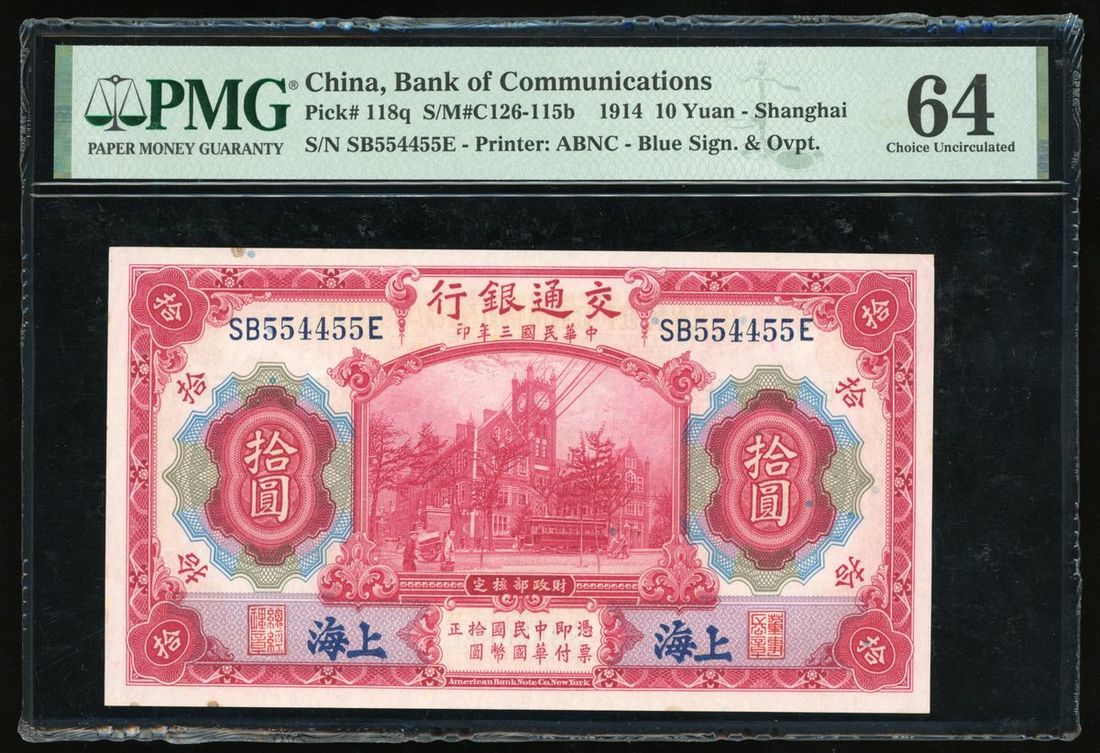 PMG®
PAPER MONEY GUARANTY
China, Bank of Communications
Pick# 118q S/M#C126-115b 1914 10 Yuan - Shanghai
S/N SB554455E - Printer: ABNC - Blue Sign. & Ovpt.
64
Choice Uncirculated
拾
拾
行銀通交
印年三國民華中
SB554455E
SB554455E
拾
拾
拾圓
拾圓
拾
拾
定核部政財
海上
海上
正拾國民中即憑
圓幣國華付票
拾
拾
American Bank Note Co. New York